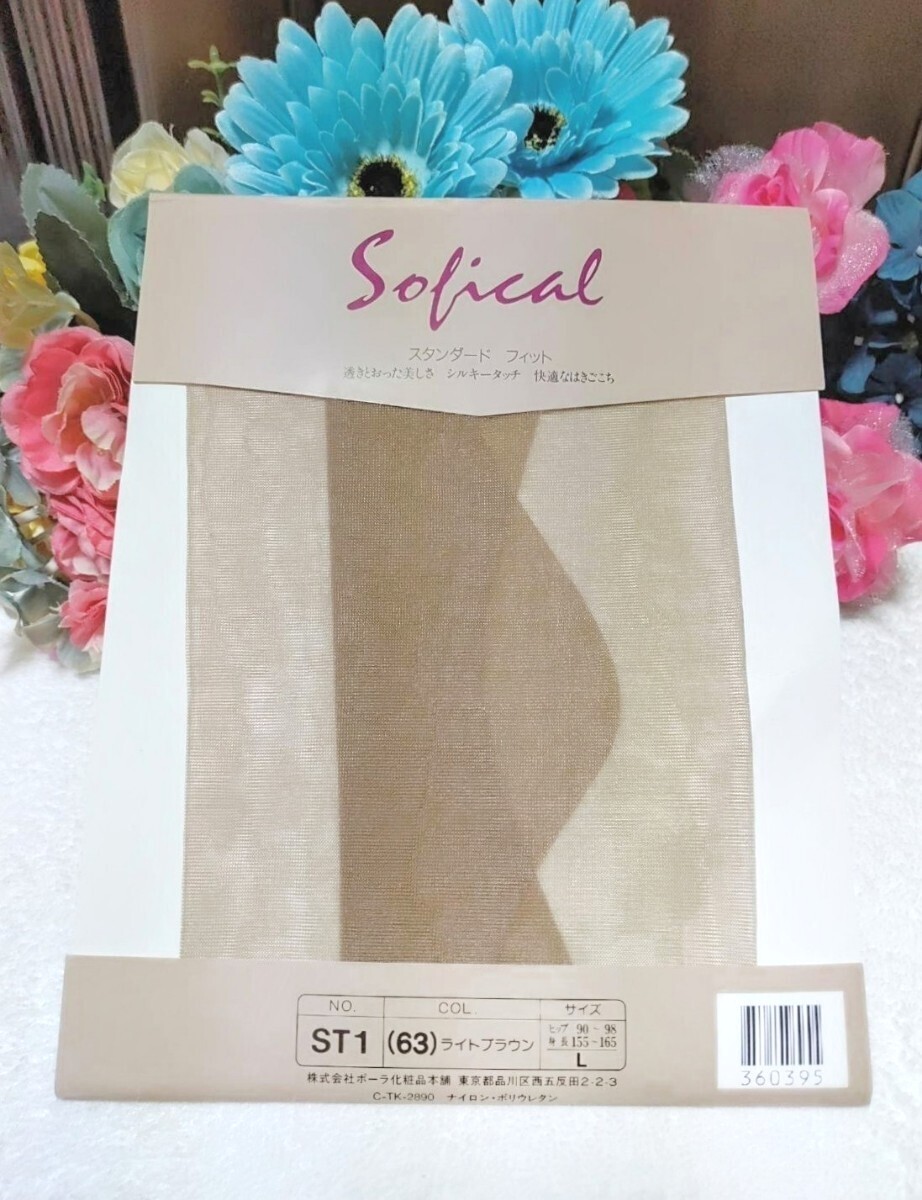 Sofical
スタンダード フィット
透きとおった美しさ シルキータッチ 快適なはきごこち
NO. COL. サイズ
ST1 (63)ライトブラウン ヒップ 90~98
身長155~165
L
株式会社ポーラ化粧品本舗 東京都品川区西五反田2-2-3
C-TK-2890 ナイロン・ポリウレタン
360395